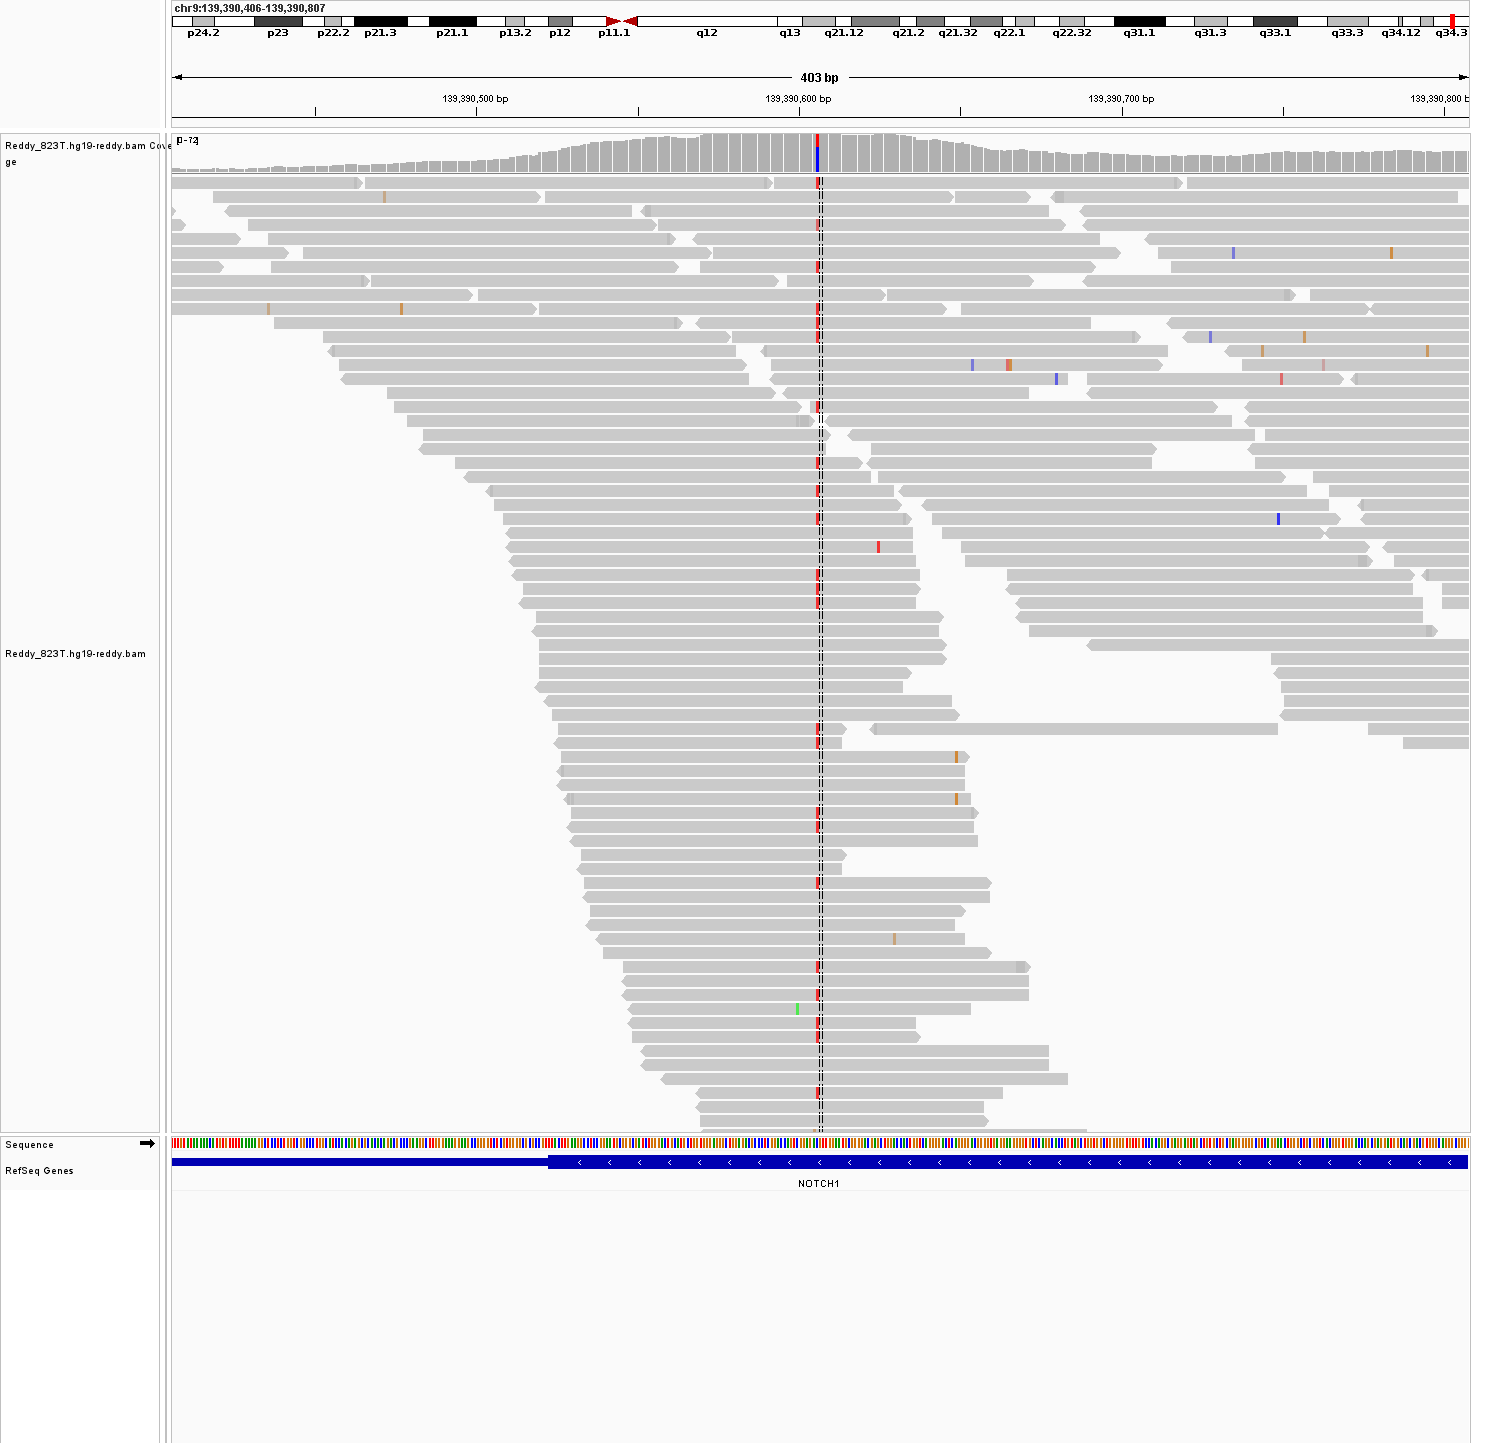 chr9:139,390,406-139,390,807
p24.2 p23 p22.2 p21.3 p21.1 p13.2 p12 p11.1 q12 q13 q21.12 q21.2 q21.32 q22.1 q22.32 q31.1 q31.3 q33.1 q33.3 q34.12 q34.3
403 bp
139,390,500 bp 139,390,600 bp 139,390,700 bp 139,390,800 b
Reddy_823T.hg19-reddy.bam Cove
ge
[0-72]
Reddy_823T.hg19-reddy.bam
Sequence
RefSeq Genes
NOTCH1